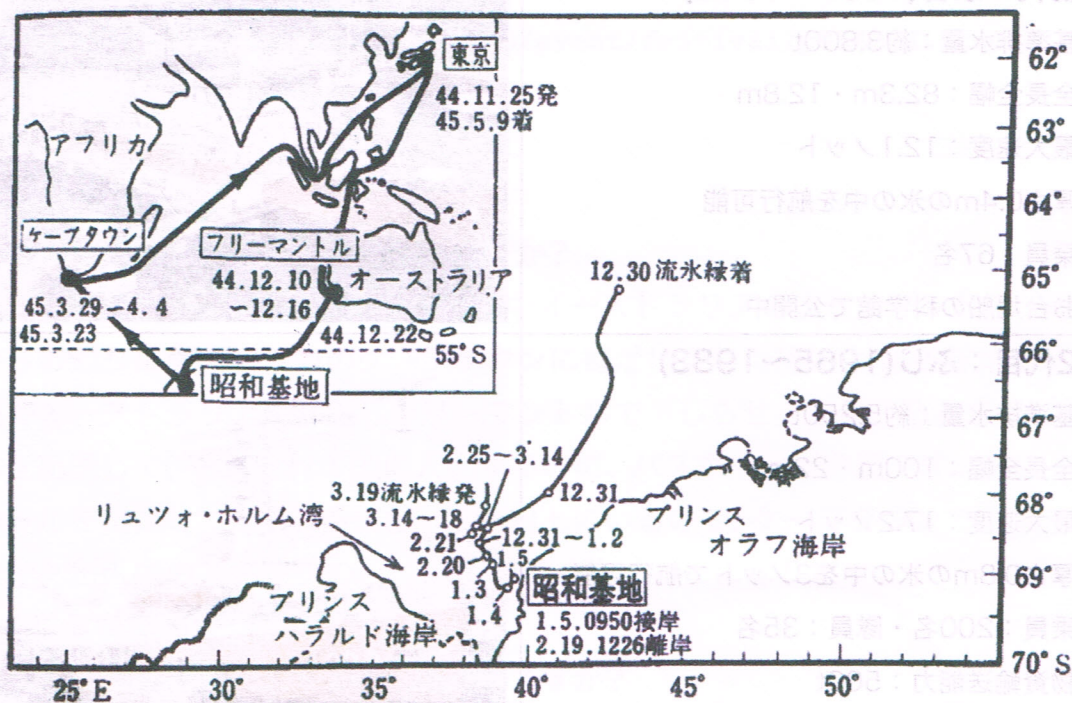 東京
44.11.25発
45.5.9着
アフリカ
ケープタウン
フリーマントル
44.12.10
12.16
オーストラリア
45.3.29~4.4
45.3.23
44.12.22
55°S
昭和基地
62°
63°
64°
65°
66°
67°
68°
69°
70°S
12.30流氷縁着
2.25~3.14
12.31
3.19流氷縁発
3.14~18
リュツォ・ホルム湾
2.21
12.31~1.2
プリンス
オラフ海岸
2.20
1.5
1.3
1.4
昭和基地
プリンス
ハラルド海岸
1.5.0950接岸
2.19.1226離岸
25°E
30°
35°
40°
45°
50°